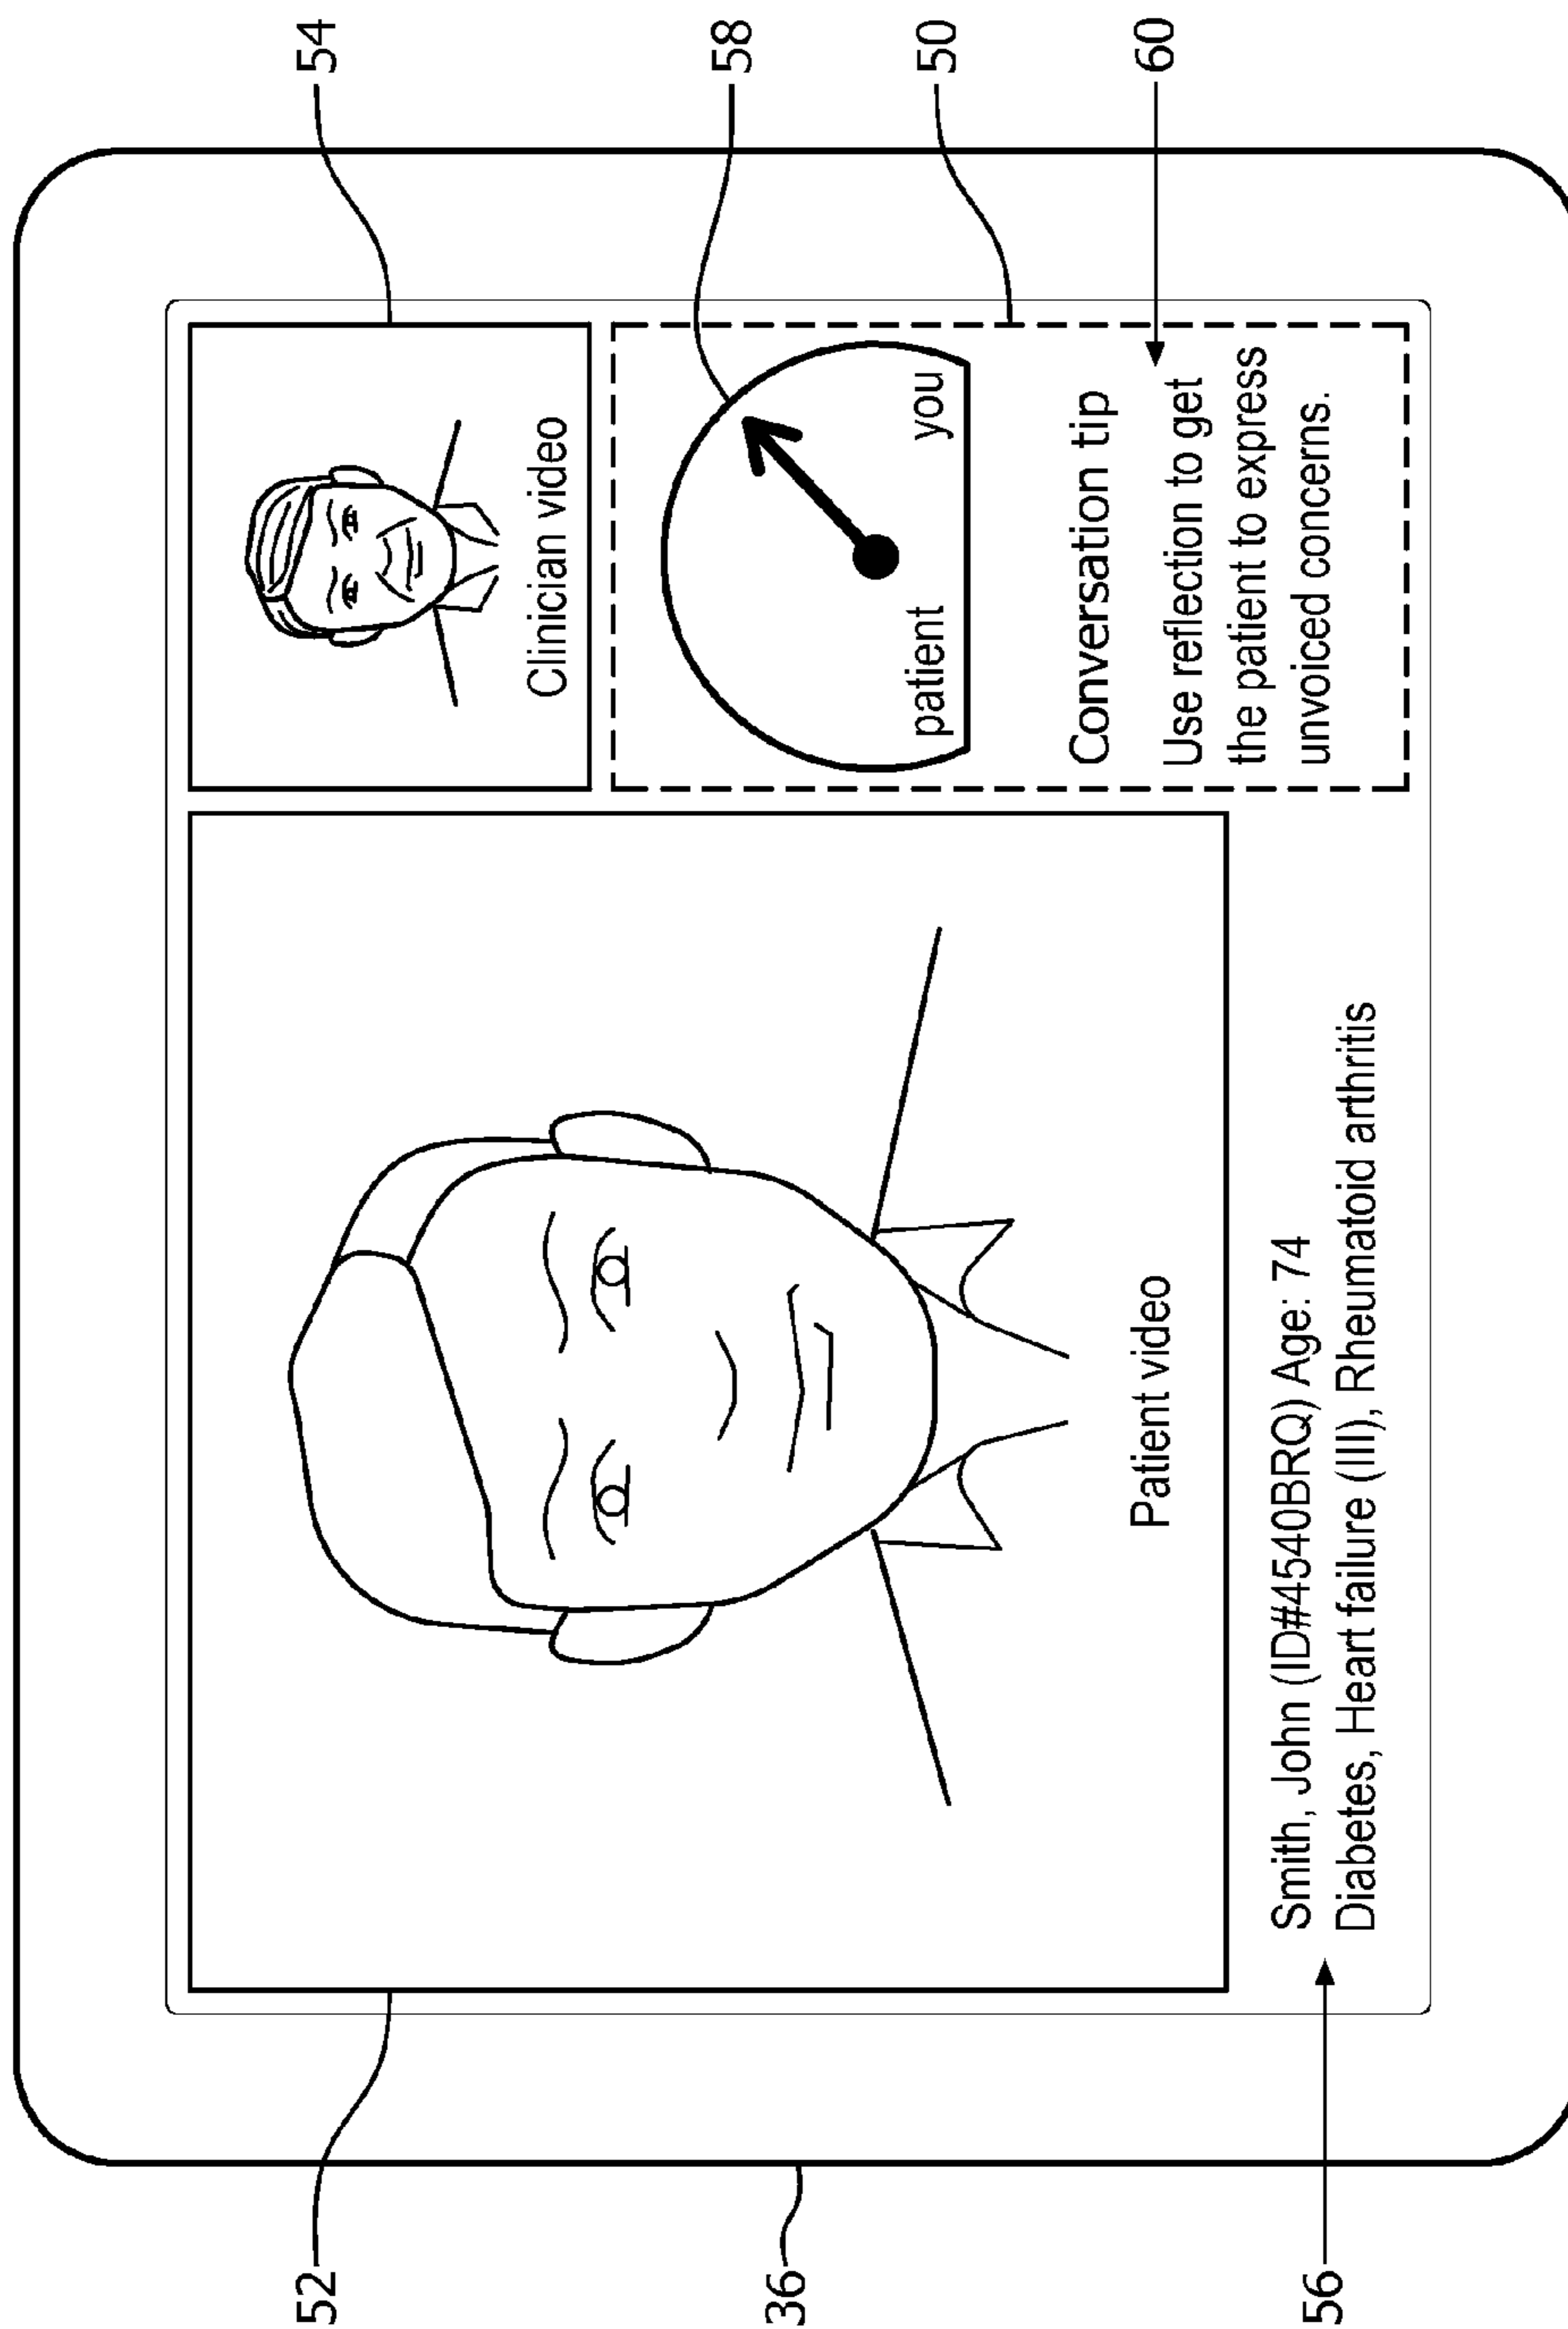 52
54
36
58
50
60
56
Clinician video
patient
you
Conversation tip
Use reflection to get
the patient to express
unvoiced concerns.
Patient video
Smith, John (ID#4540BRQ) Age: 74
Diabetes, Heart failure (III), Rheumatoid arthritis